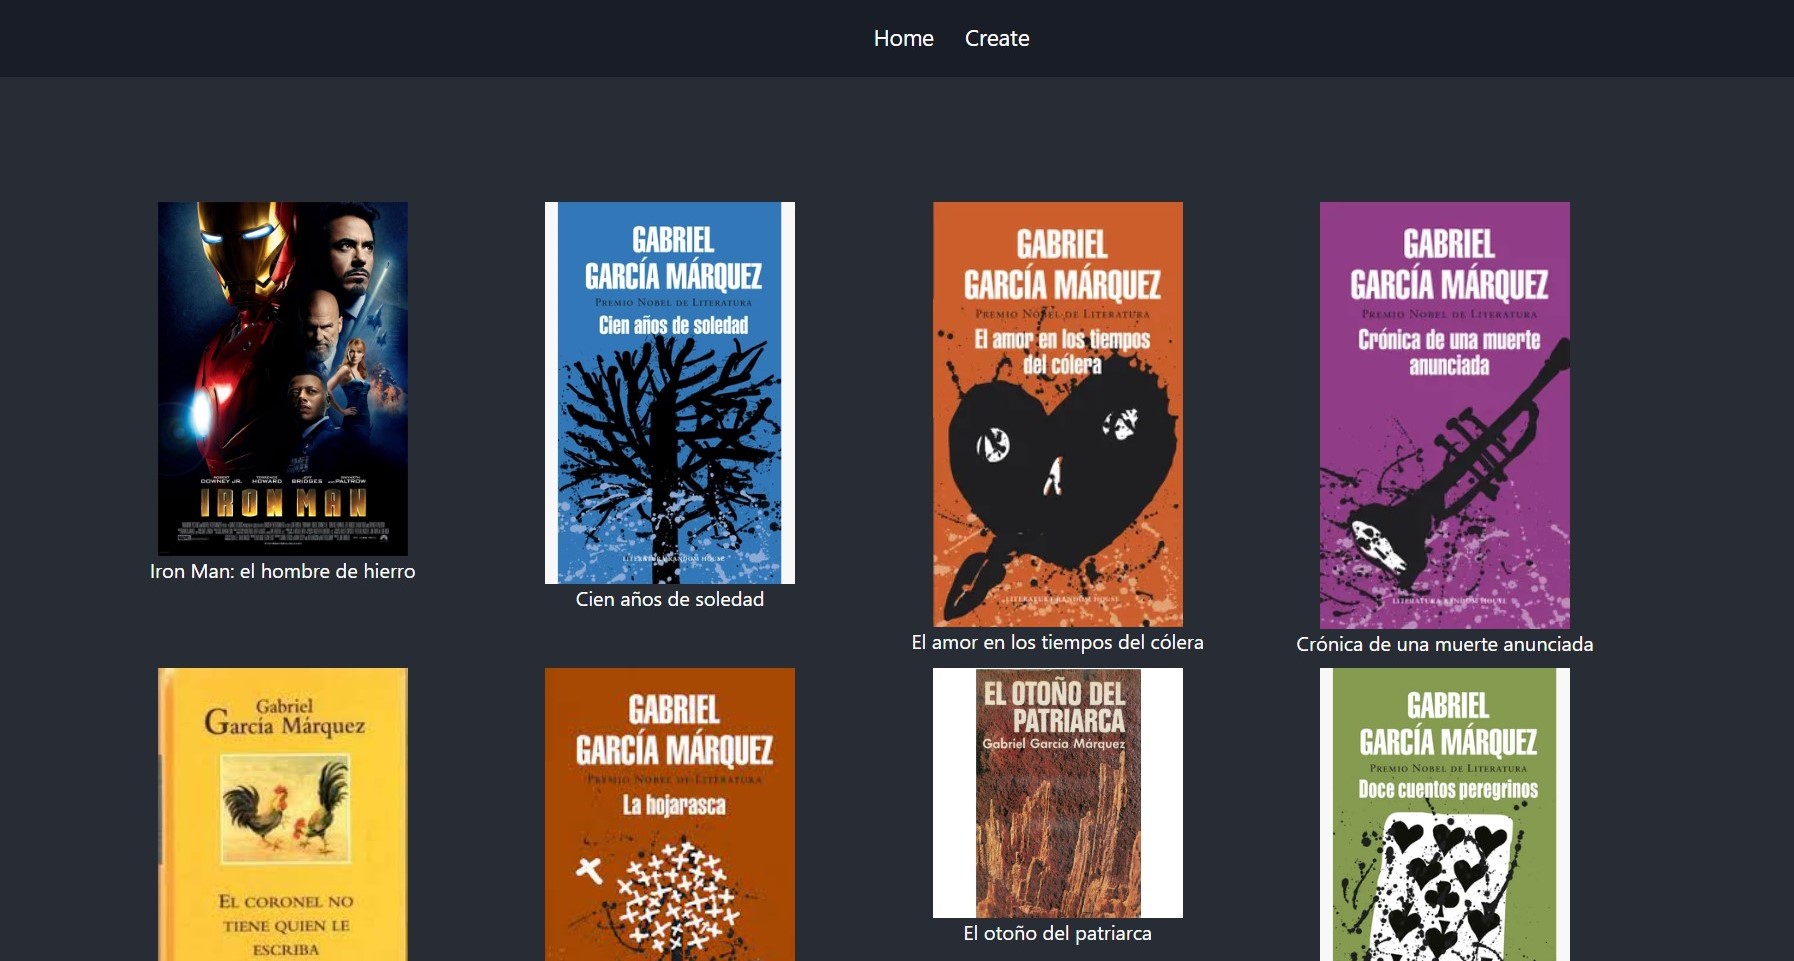 Home Create
DOWNEY JR. HOWARD BRIDGES PALTROW
IRON MAN
Iron Man: el hombre de hierro
GABRIEL
GARCÍA MÁRQUEZ
PREMIO NOBEL DE LITERATURA
Cien años de soledad
LITERATURA RANDOM HOUSE
Cien años de soledad
GABRIEL
GARCÍA MÁRQUEZ
PREMIO NOBEL DE LITERATURA
El amor en los tiempos
del cólera
LITERATURA RANDOM HOUSE
El amor en los tiempos del cólera
GABRIEL
GARCÍA MÁRQUEZ
PREMIO NOBEL DE LITERATURA
Crónica de una muerte
anunciada
LITERATURA RANDOM HOUSE
Crónica de una muerte anunciada
Gabriel
García Márquez
EL CORONEL NO
TIENE QUIEN LE
ESCRIBA
GABRIEL
GARCÍA MÁRQUEZ
PREMIO NOBEL DE LITERATURA
La hojarasca
EL OTOÑO DEL
PATRIARCA
Gabriel García Márquez
El otoño del patriarca
GABRIEL
GARCÍA MÁRQUEZ
PREMIO NOBEL DE LITERATURA
Doce cuentos peregrinos